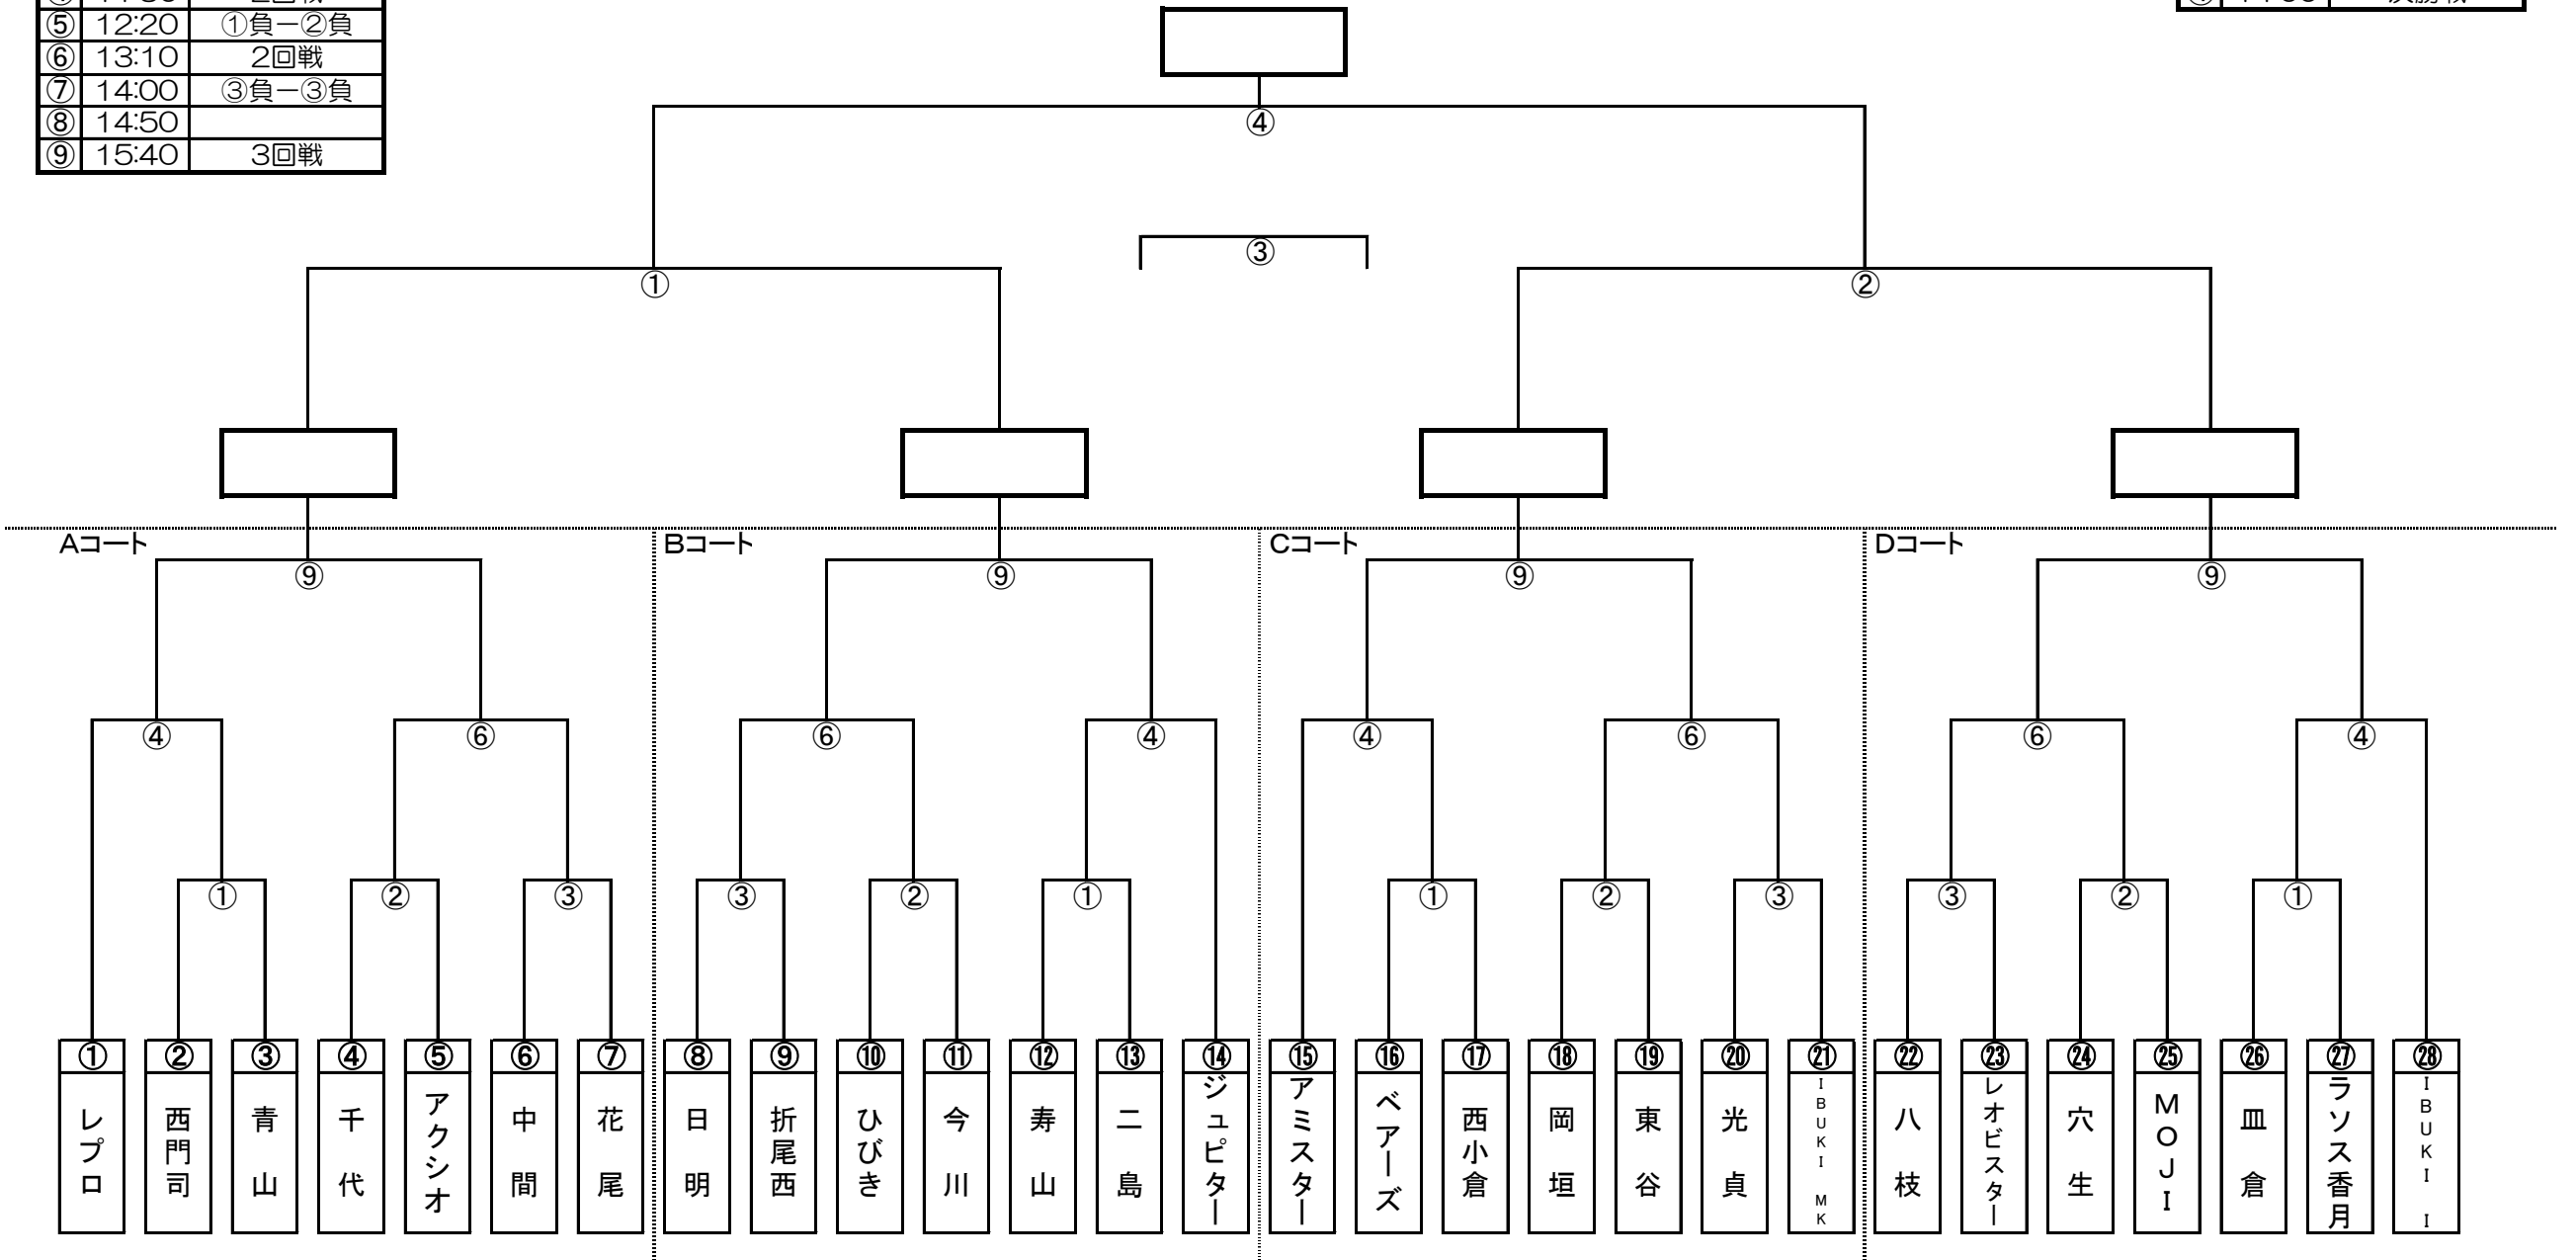 ⑤ 12:20 ①負－②負
⑥ 13:10 2回戦
⑦ 14:00 ③負－③負
⑧ 14:50
⑨ 15:40 3回戦
④
③
① ②
Aコート Bコート Cコート Dコート
⑨ ⑨ ⑨ ⑨
④ ⑥ ⑥ ④ ④ ⑥ ⑥ ④
① ② ③ ③ ② ① ① ② ③ ③ ② ①
① レプロ
② 西門司
③ 青山
④ 千代
⑤ アクシオ
⑥ 中間
⑦ 花尾
⑧ 日明
⑨ 折尾西
⑩ ひびき
⑪ 今川
⑫ 寿山
⑬ 二島
⑭ ジュピター
⑮ アミスター
⑯ ベアーズ
⑰ 西小倉
⑱ 岡垣
⑲ 東谷
⑳ 光貞
㉑ IBUKI MK
㉒ 八枝
㉓ レオビスター
㉔ 穴生
㉕ MOJI
㉖ 皿倉
㉗ ラソス香月
㉘ IBUKI I